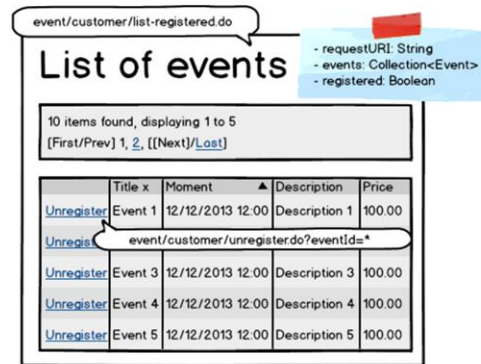 event/customer/list-registered.do
List of events
- requestURI: String
- events: Collection<Event>
- registered: Boolean
10 items found, displaying 1 to 5
[First/Prev] 1, 2, [[Next]/Last]
Title x Moment ▲ Description Price
Unregister Event 1 12/12/2013 12:00 Description 1 100.00
Unregist
event/customer/unregister.do?eventId=*
Unregister Event 3 12/12/2013 12:00 Description 3 100.00
Unregister Event 4 12/12/2013 12:00 Description 4 100.00
Unregister Event 5 12/12/2013 12:00 Description 5 100.00